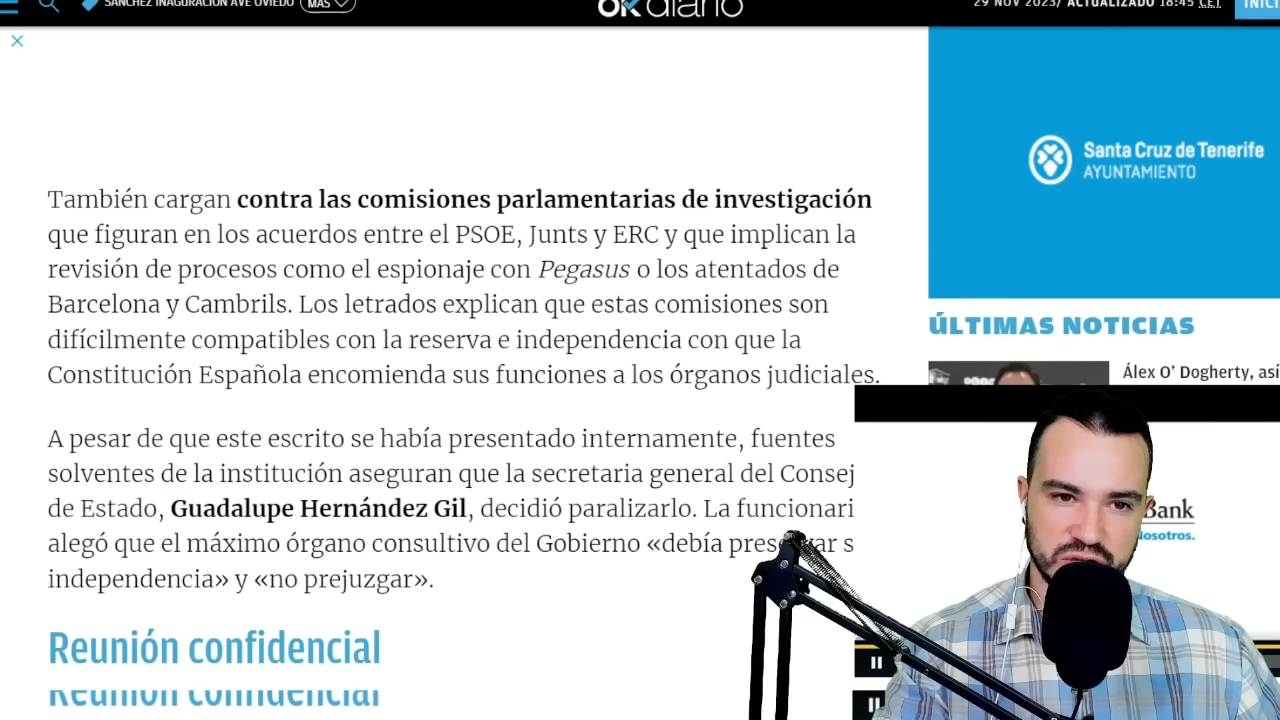 SÁNCHEZ INAGURACIÓN AVE OVIEDO MÁS
okdiario
29 NOV 2023/ ACTUALIZADO 18:45 CET
INICI
Santa Cruz de Tenerife
AYUNTAMIENTO
También cargan contra las comisiones parlamentarias de investigación
que figuran en los acuerdos entre el PSOE, Junts y ERC y que implican la
revisión de procesos como el espionaje con Pegasus o los atentados de
Barcelona y Cambrils. Los letrados explican que estas comisiones son
difícilmente compatibles con la reserva e independencia con que la
Constitución Española encomienda sus funciones a los órganos judiciales.
ÚLTIMAS NOTICIAS
Álex O' Dogherty, así
A pesar de que este escrito se había presentado internamente, fuentes
solventes de la institución aseguran que la secretaria general del Consej
de Estado, Guadalupe Hernández Gil, decidió paralizarlo. La funcionari
alegó que el máximo órgano consultivo del Gobierno «debía pres var s
independencia» y «no prejuzgar».
Bank
Nosotros.
Reunión confidencial
Reunión confidencial